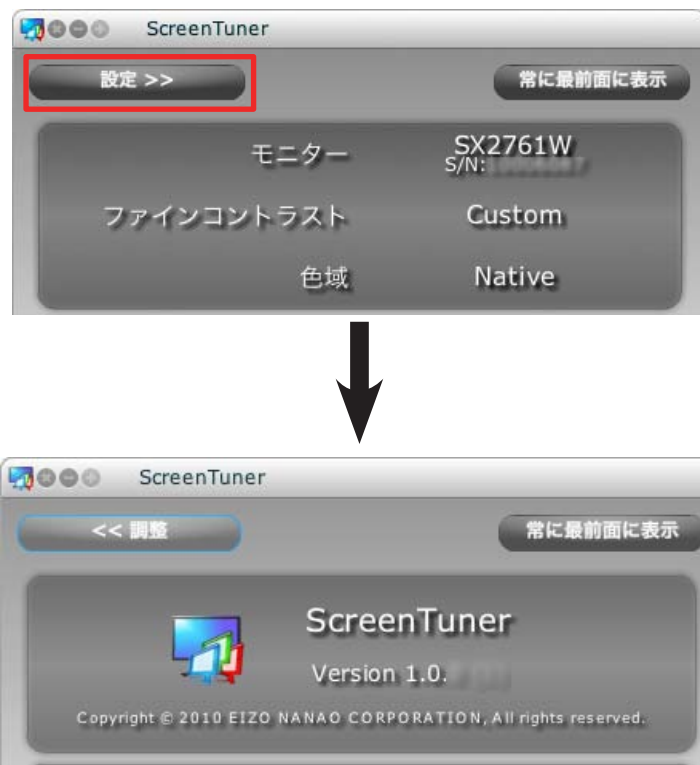 ScreenTuner
設定 >>
常に最前面に表示
モニター
SX2761W
S/N:
ファインコントラスト
Custom
色域
Native
ScreenTuner
<< 調整
常に最前面に表示
ScreenTuner
Version 1.0.
Copyright © 2010 EIZO NANAO CORPORATION, All rights reserved.